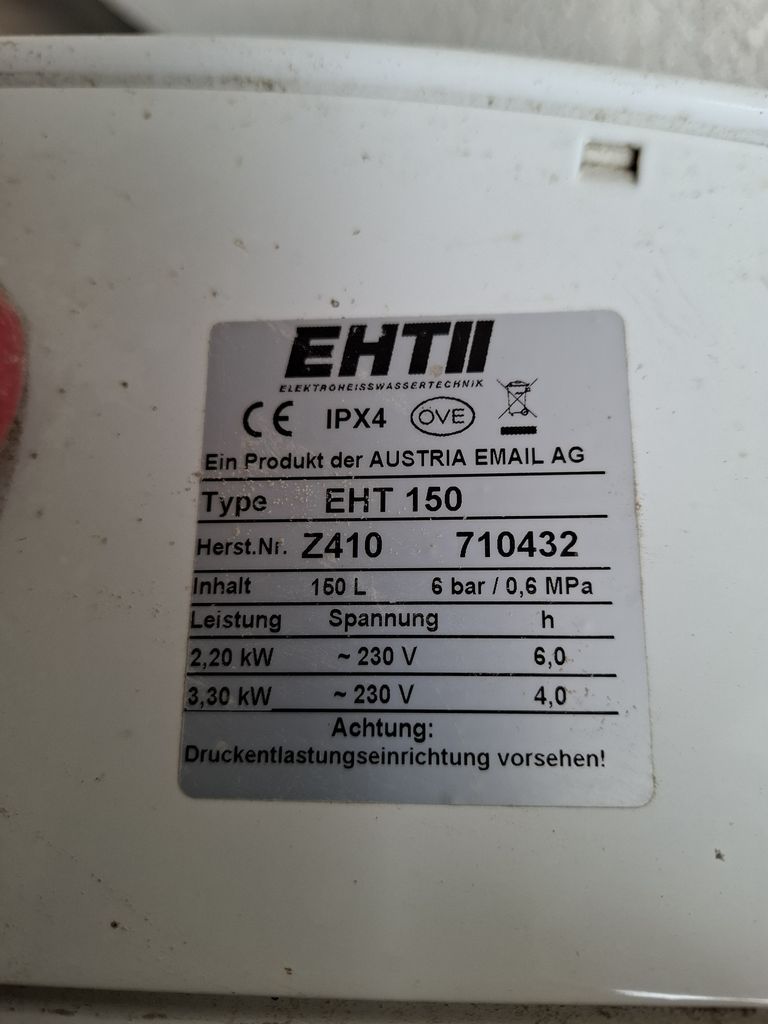 EHTII
ELEKTROHEISSWASSERTECHNIK
CE IPX4 ÖVE
Ein Produkt der AUSTRIA EMAIL AG
Type EHT 150
Herst.Nr. Z410 710432
Inhalt 150 L 6 bar / 0,6 MPa
Leistung Spannung h
2,20 kW ~ 230 V 6,0
3,30 kW ~ 230 V 4,0
Achtung:
Druckentlastungseinrichtung vorsehen!